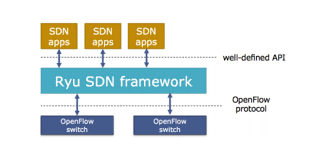 SDN apps
SDN apps
SDN apps
well-defined API
Ryu SDN framework
OpenFlow protocol
OpenFlow switch
OpenFlow switch